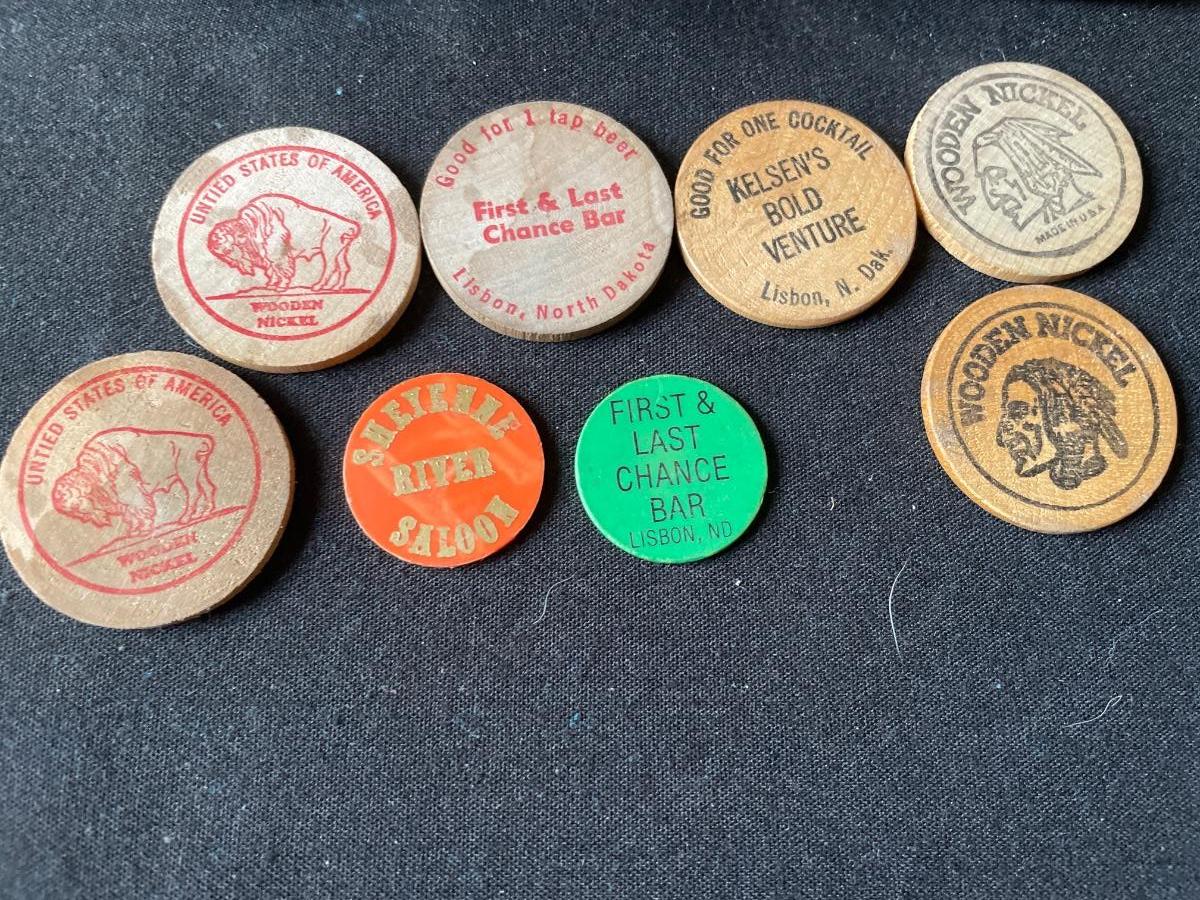 UNTIED STATES OF AMERICA
WOODEN
NICKEL
Good for 1 tap beer
First & Last
Chance Bar
Lisbon, North Dakota
GOOD FOR ONE COCKTAIL
KELSEN'S
BOLD
VENTURE
Lisbon, N. Dak.
WOODEN NICKEL
MADE IN U.S.A
UNTIED STATES OF AMERICA
WOODEN
NICKEL
SHEYENNE
RIVER
SALOON
FIRST &
LAST
CHANCE
BAR
LISBON, ND
WOODEN NICKEL